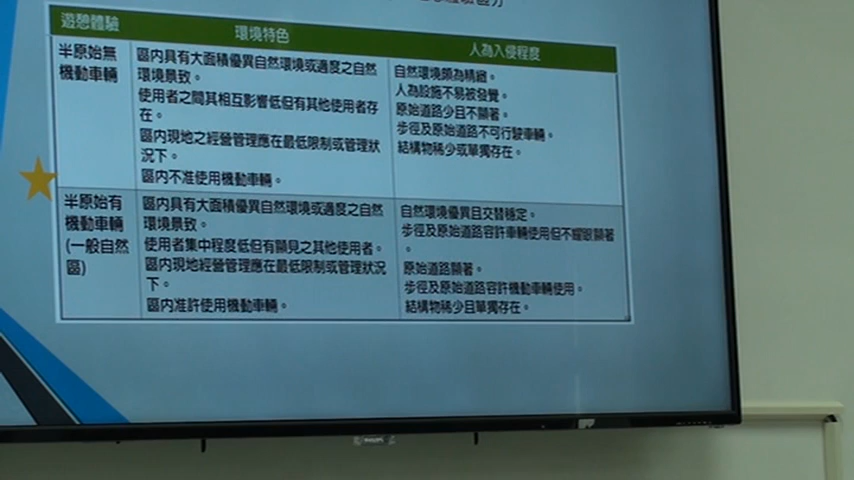 遊憩體驗
環境特色
人為入侵程度
半原始無
機動車輛
區內具有大面積優異自然環境或適度之自然
環境景致。
使用者之間其相互影響低但有其他使用者存
在。
區內現地之經營管理應在最低限制或管理狀
況下。
區內不准使用機動車輛。
自然環境頗為精緻。
人為設施不易被發覺。
原始道路少且不顯著。
步徑及原始道路不可行駛車輛。
結構物稀少或單獨存在。
半原始有
機動車輛
(一般自然
區)
區內具有大面積優異自然環境或適度之自然
環境景致。
使用者集中程度低但有顯見之其他使用者。
區內現地經營管理應在最低限制或管理狀況
下。
區內准許使用機動車輛。
自然環境優異且交替穩定。
步徑及原始道路容許車輛使用但不耀眼顯著
。
原始道路顯著。
步徑及原始道路容許機動車輛使用。
結構物稀少且單獨存在。
PHILIPS